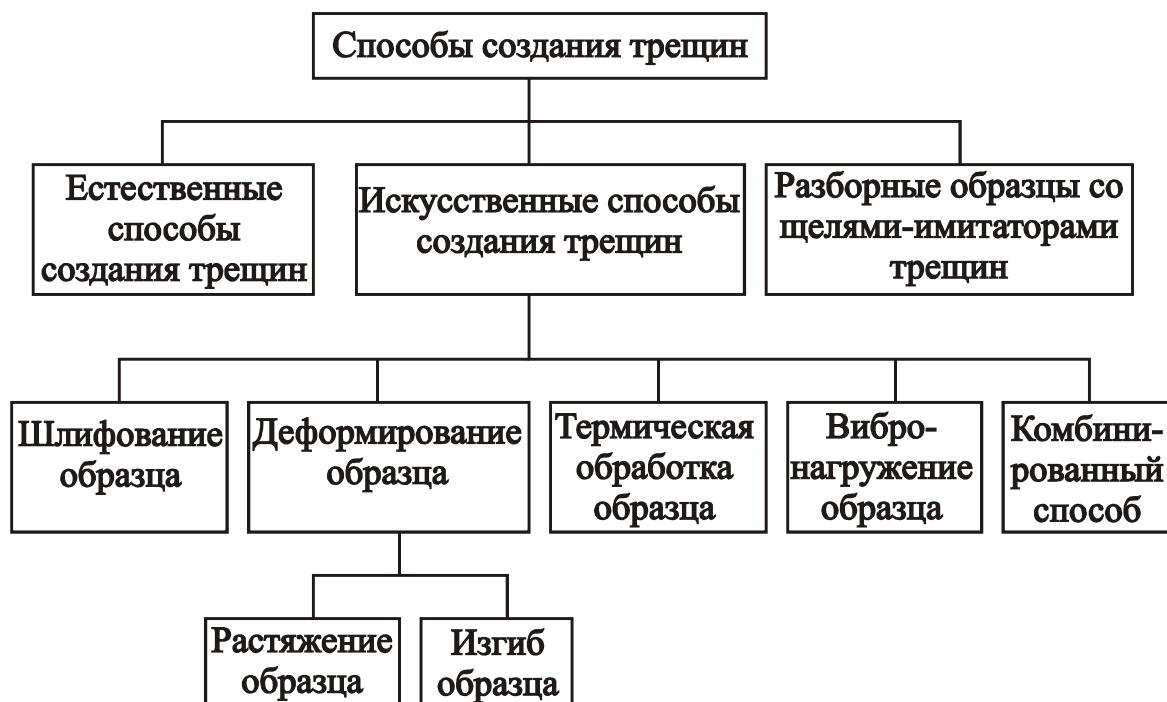 Способы создания трещин
Естественные
способы
создания трещин
Искусственные способы
создания трещин
Разборные образцы со
щелями-имитаторами
трещин
Шлифование
образца
Деформирование
образца
Термическая
обработка
образца
Вибро-
нагружение
образца
Комбини-
рованный
способ
Растяжение
образца
Изгиб
образца